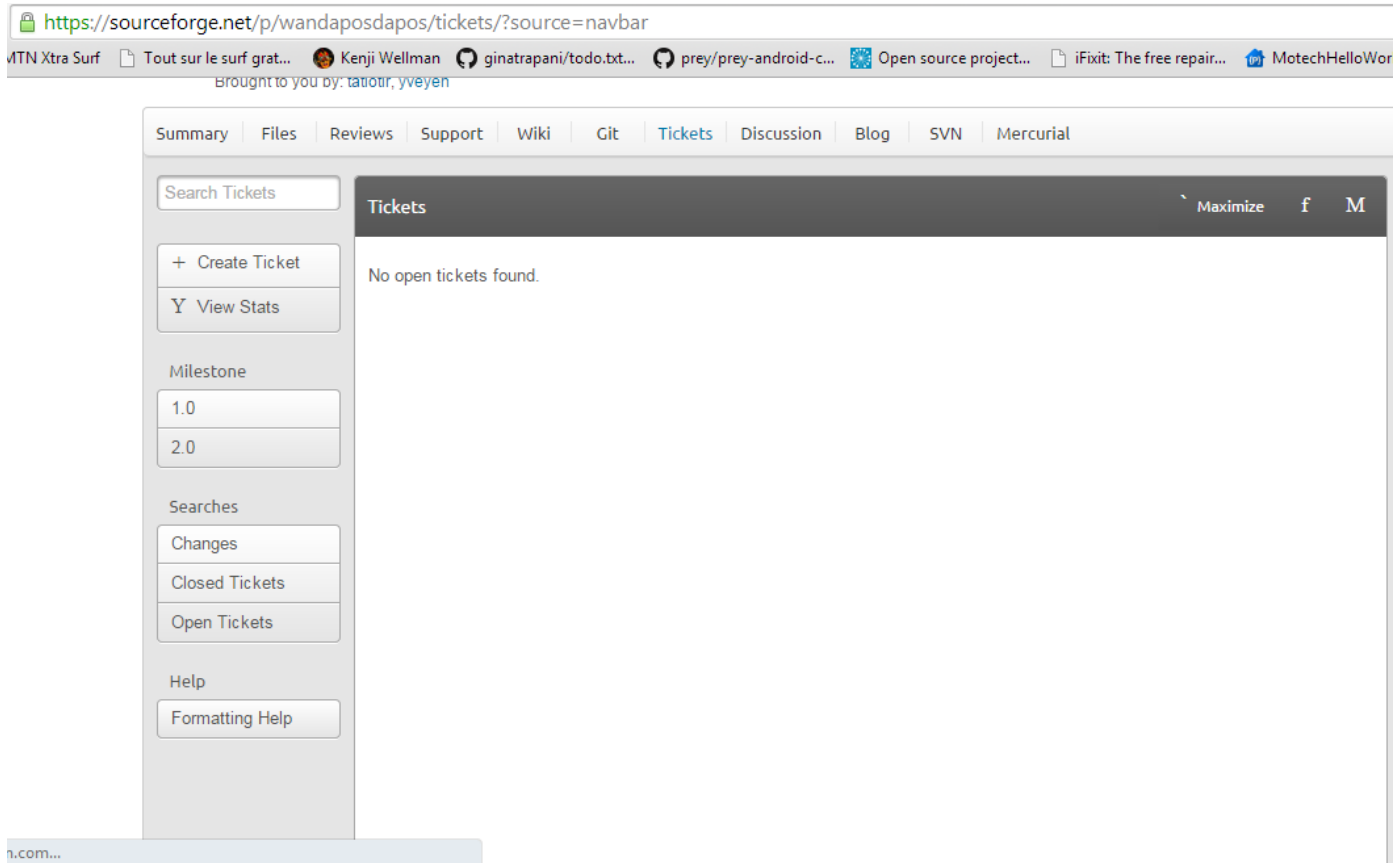 https://sourceforge.net/p/wandaposdapos/tickets/?source=navbar
MTN Xtra Surf Tout sur le surf grat... Kenji Wellman ginatrapani/todo.txt... prey/prey-android-c... Open source project... iFixit: The free repair... MotechHelloWor
Brought to you by: tatiotir, yveyen
Summary Files Reviews Support Wiki Git Tickets Discussion Blog SVN Mercurial
Search Tickets
Tickets
` Maximize f M
+ Create Ticket
No open tickets found.
Y View Stats
Milestone
1.0
2.0
Searches
Changes
Closed Tickets
Open Tickets
Help
Formatting Help
n.com...